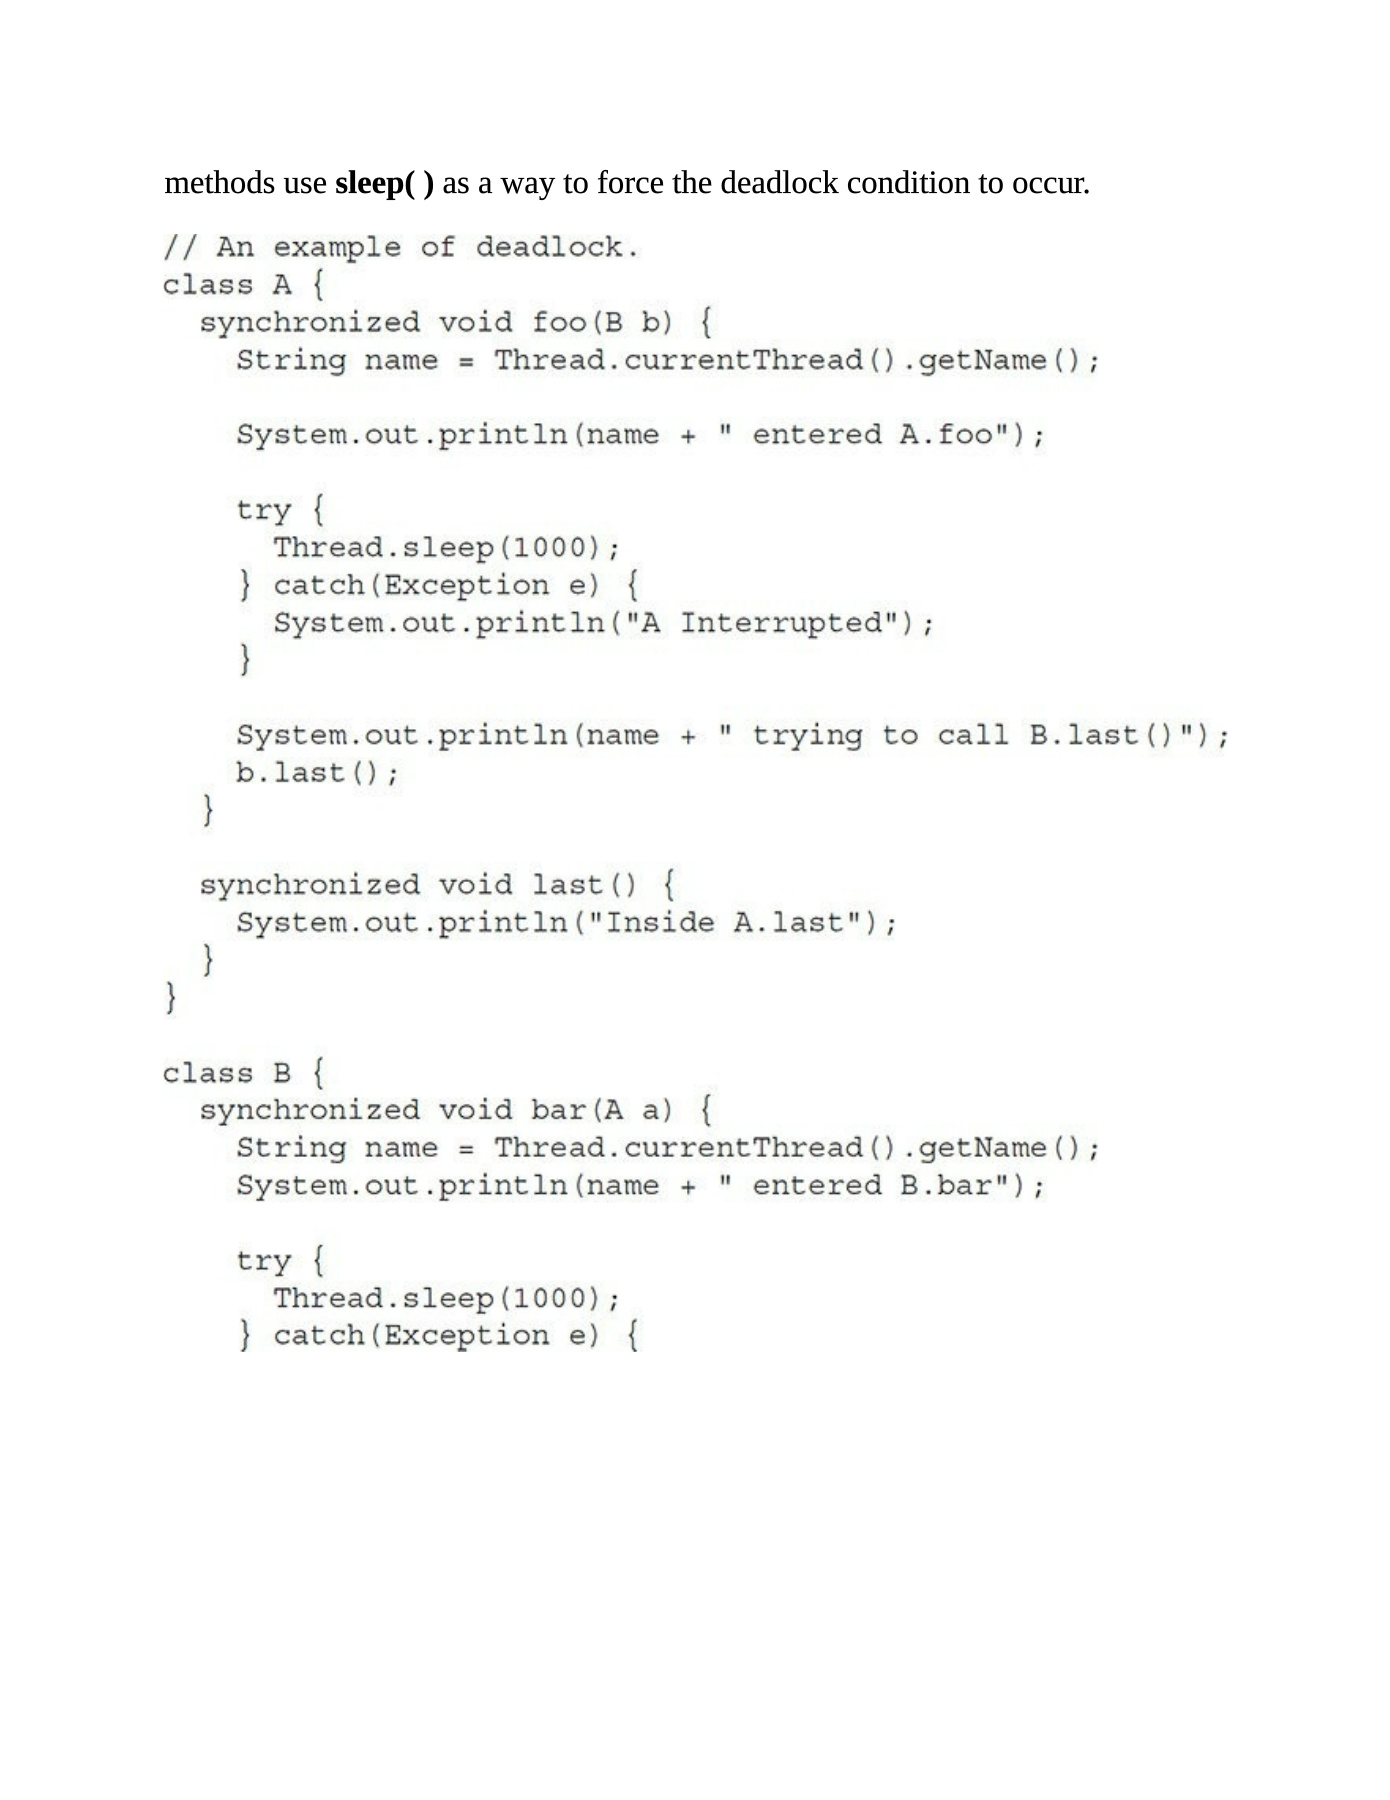 methods use sleep( ) as a way to force the deadlock condition to occur.
// An example of deadlock.
class A {
  synchronized void foo(B b) {
    String name = Thread.currentThread().getName();

    System.out.println(name + " entered A.foo");

    try {
      Thread.sleep(1000);
    } catch(Exception e) {
      System.out.println("A Interrupted");
    }

    System.out.println(name + " trying to call B.last()");
    b.last();
  }

  synchronized void last() {
    System.out.println("Inside A.last");
  }
}

class B {
  synchronized void bar(A a) {
    String name = Thread.currentThread().getName();
    System.out.println(name + " entered B.bar");

    try {
      Thread.sleep(1000);
    } catch(Exception e) {